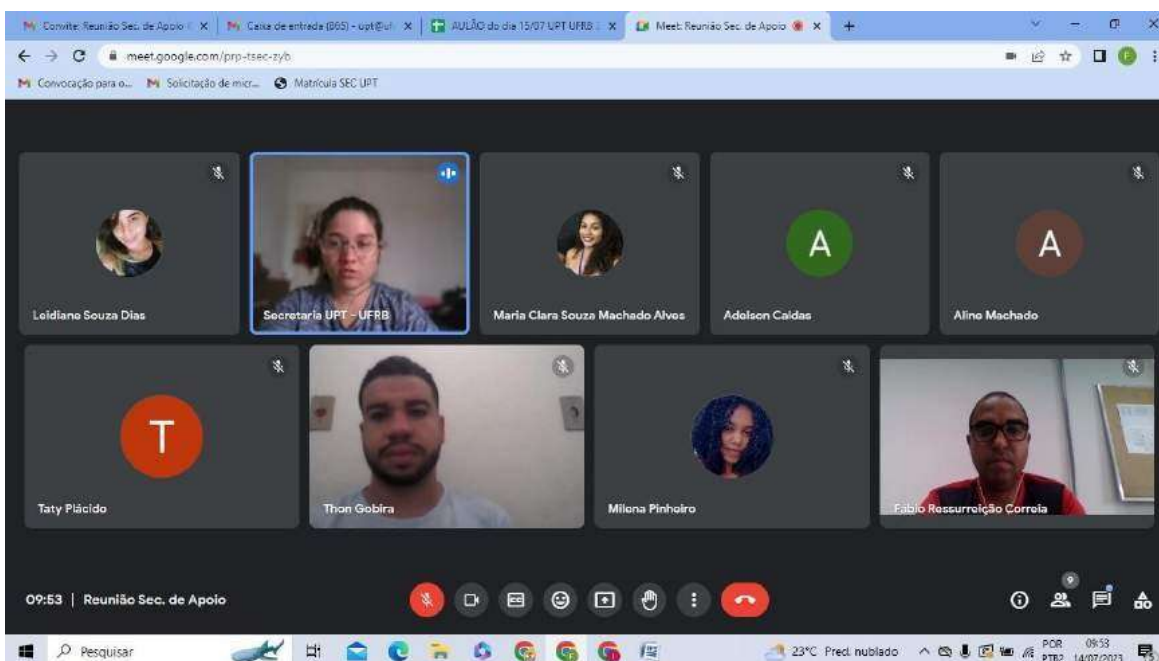 Convite: Reunião Sec. de Apoio
Caixa de entrada (865) - upt@uf
AULÃO do dia 15/07 UPT UFRB
Meet: Reunião Sec. de Apoio
meet.google.com/prp-tsec-zyb
Convocação para o...
Solicitação de micr...
Matrícula SEC UPT
Leidiane Souza Dias
Secretaria UPT - UFRB
Maria Clara Souza Machado Alves
A
Adelson Caldas
A
Aline Machado
T
Taty Plácido
Thon Gobira
Milena Pinheiro
Fábio Ressurreição Correia
09:53 | Reunião Sec. de Apoio
9
Pesquisar
23°C Pred. nublado
POR
PTB2
09:53
14/07/2023